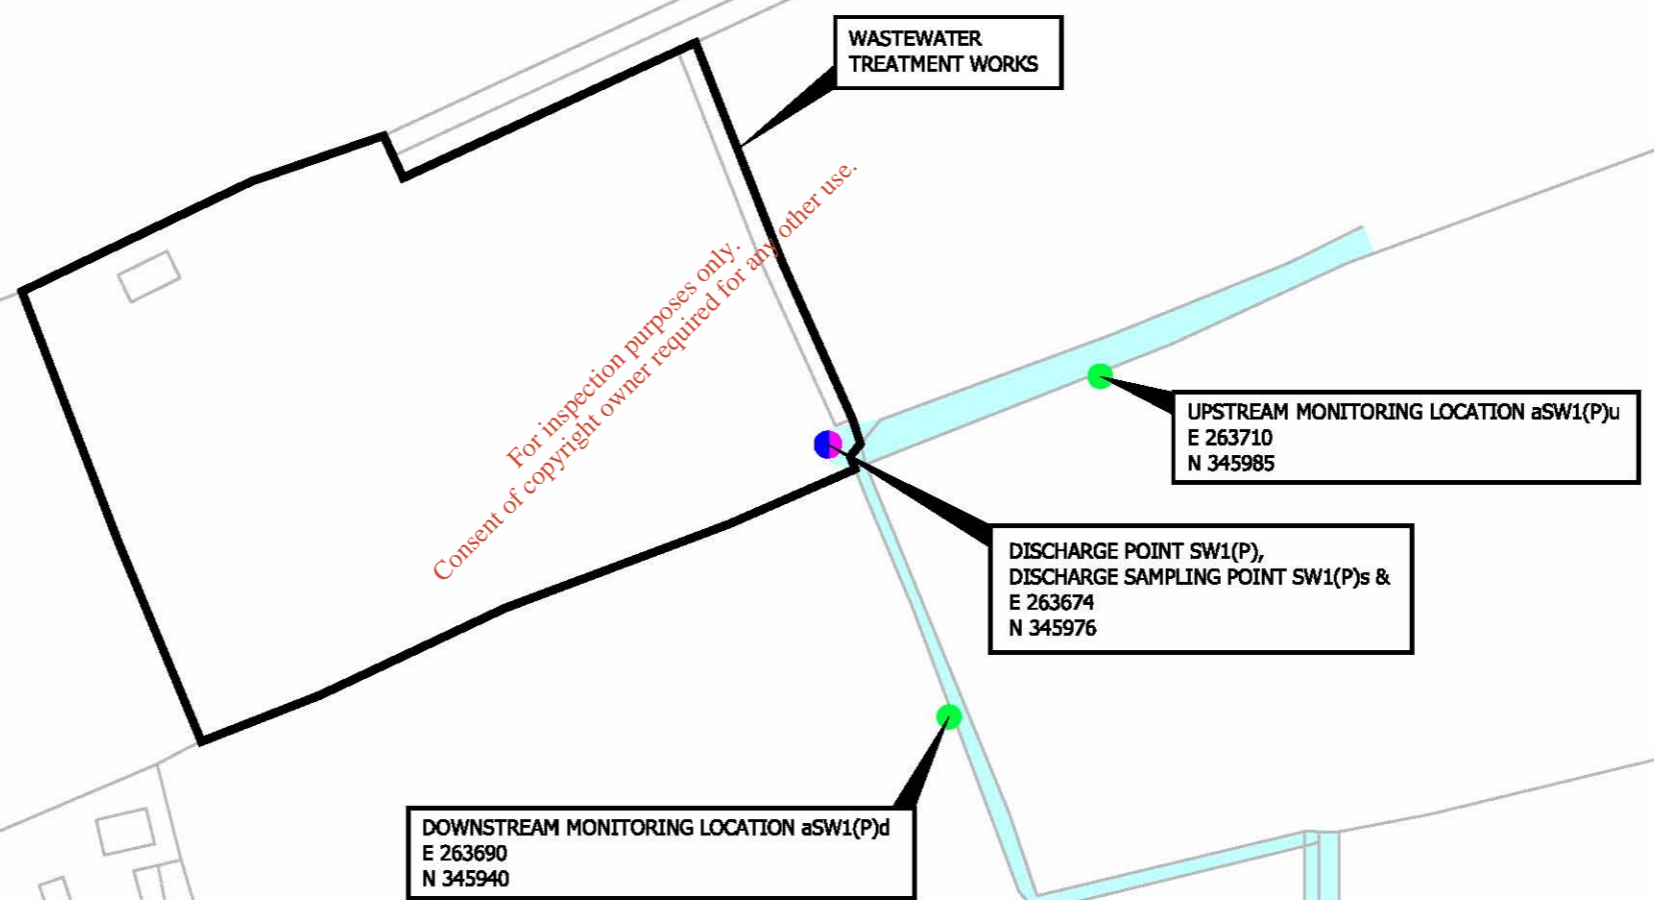 WASTEWATER
TREATMENT WORKS
For inspection purposes only.
Consent of copyright owner required for any other use.
UPSTREAM MONITORING LOCATION aSW1(P)u
E 263710
N 345985
DISCHARGE POINT SW1(P),
DISCHARGE SAMPLING POINT SW1(P)s &
E 263674
N 345976
DOWNSTREAM MONITORING LOCATION aSW1(P)d
E 263690
N 345940